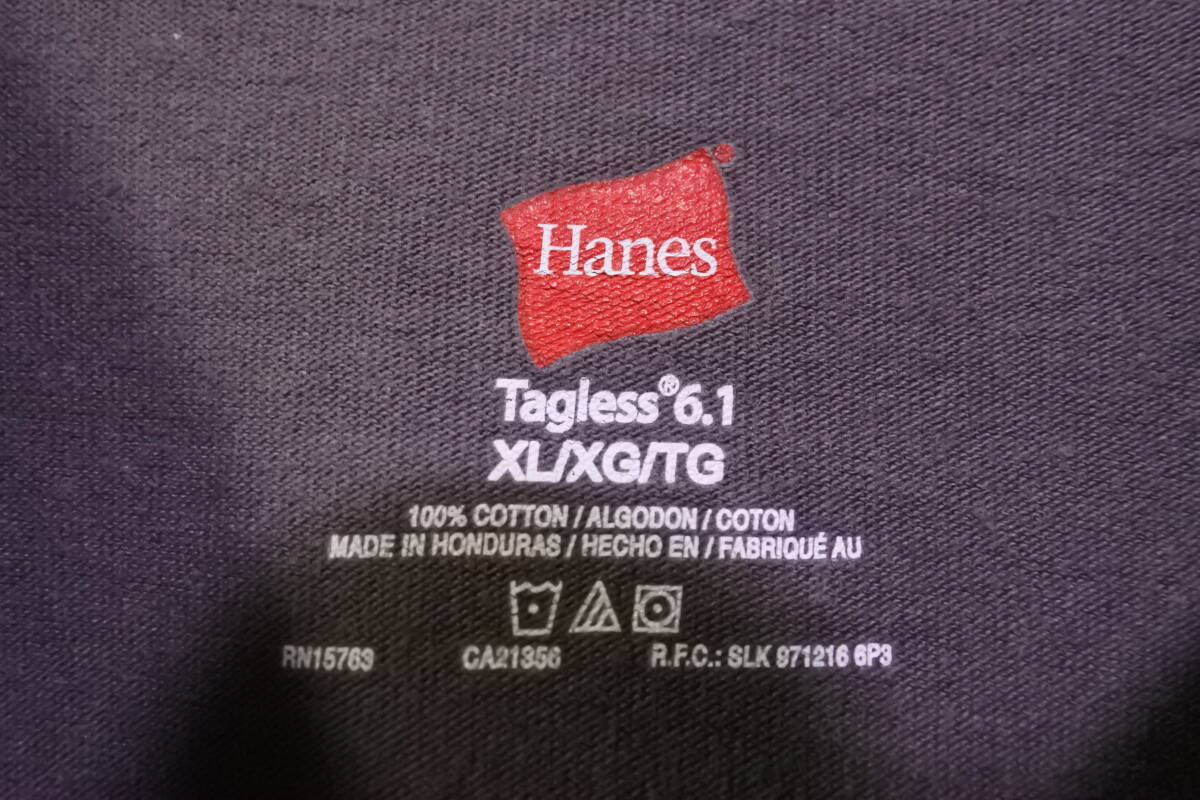 Hanes
Tagless®6.1
XL/XG/TG
100% COTTON / ALGODON / COTON
MADE IN HONDURAS / HECHO EN / FABRIQUÉ AU
RN15763 CA21356 R.F.C.: SLK 971216 6P3